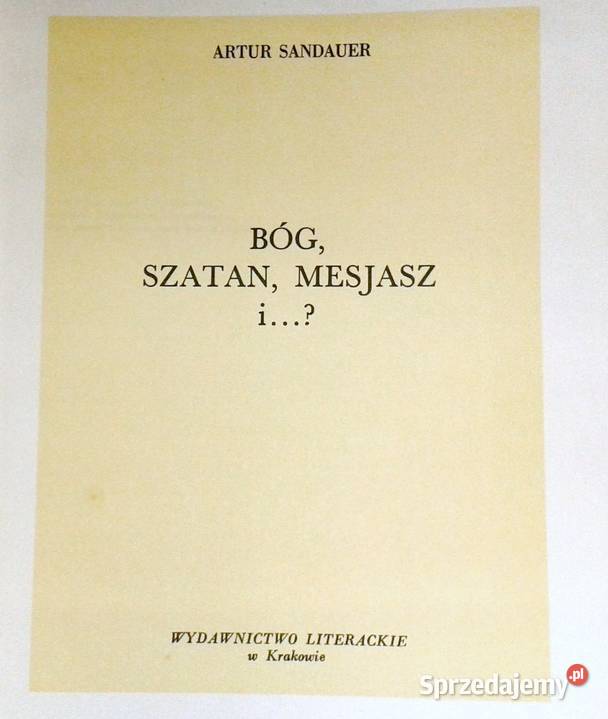 ARTUR SANDAUER
BÓG,
SZATAN, MESJASZ
i...?
WYDAWNICTWO LITERACKIE
w Krakowie
Sprzedajemy.pl